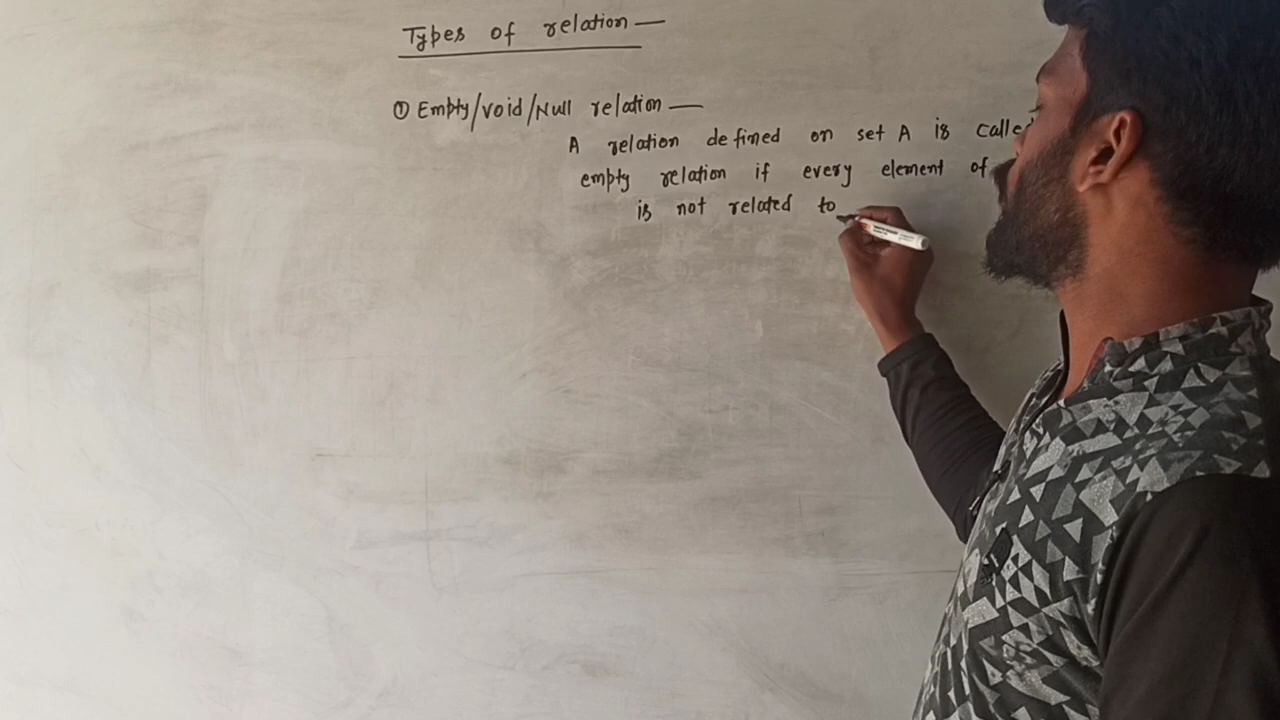 Types of relation —
① Empty/void/Null relation —
A relation defined on set A is called
empty relation if every element of
is not related to